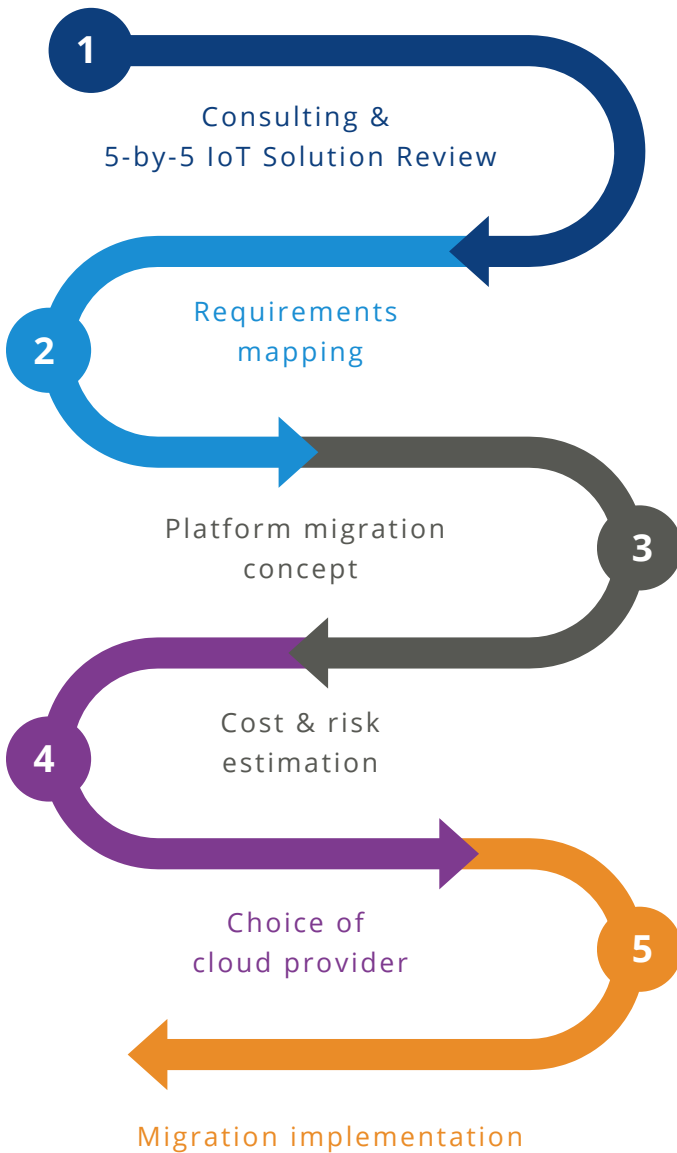 1
Consulting &
5-by-5 IoT Solution Review
Requirements
mapping
2
Platform migration
concept
3
Cost & risk
estimation
4
Choice of
cloud provider
5
Migration implementation